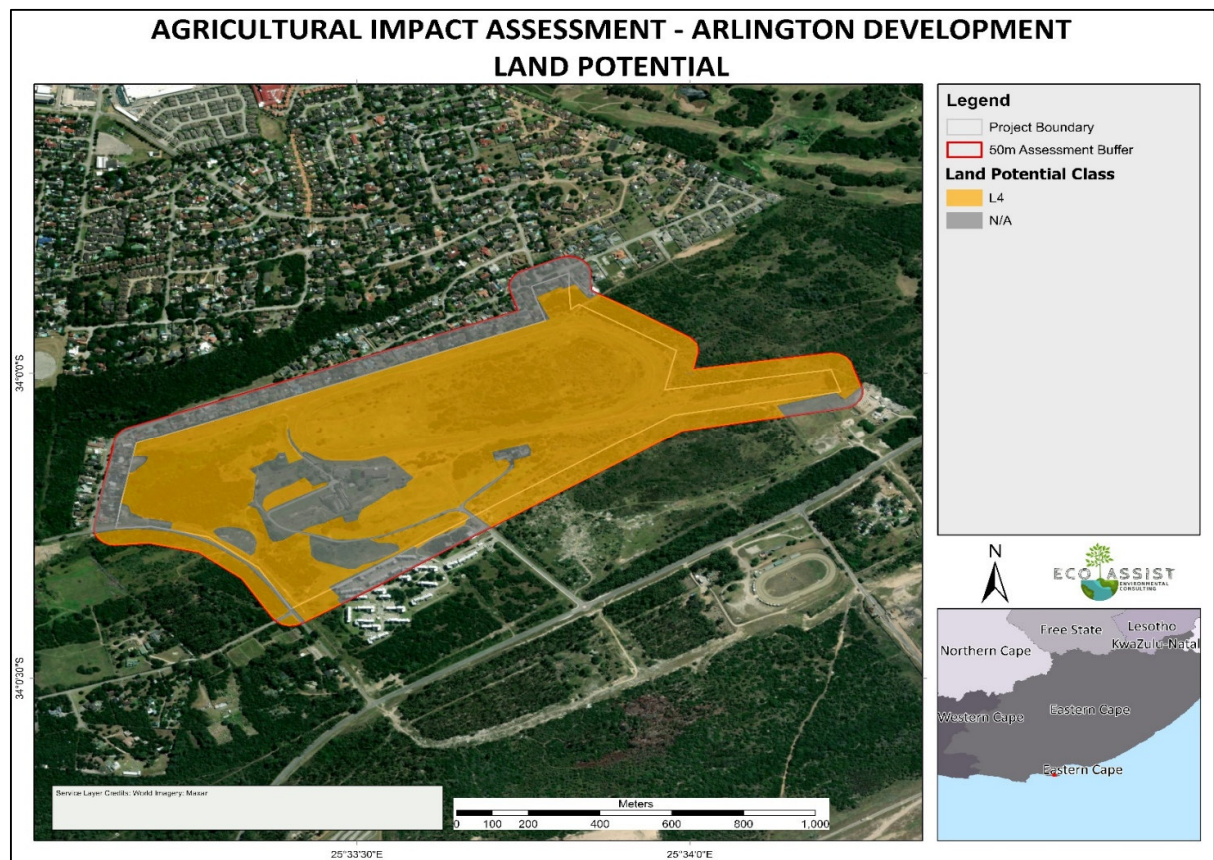 AGRICULTURAL IMPACT ASSESSMENT - ARLINGTON DEVELOPMENT
LAND POTENTIAL
Legend
Project Boundary
50m Assessment Buffer
Land Potential Class
L4
N/A
34°0'0"S
34°0'30"S
Service Layer Credits: World Imagery: Maxar
Meters
0 100 200 400 600 800 1,000
25°33'30"E
25°34'0"E
N
ECO ASSIST
ENVIRONMENTAL
CONSULTING
Free State
Lesotho
KwaZulu-Natal
Northern Cape
Western Cape
Eastern Cape
Eastern Cape